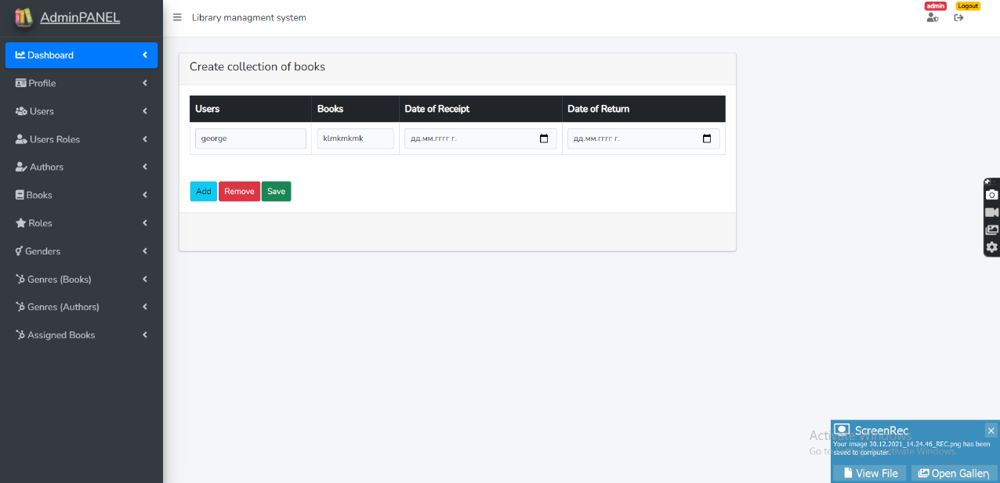 AdminPANEL
Library managment system
admin
Logout
Dashboard
Profile
Users
Users Roles
Authors
Books
Roles
Genders
Genres (Books)
Genres (Authors)
Assigned Books
Create collection of books
Users Books Date of Receipt Date of Return
george klmkmkmk дд.мм.гггг г. дд.мм.гггг г.
Add Remove Save
Activate Windows
Go to Activate Windows.
ScreenRec
Your image 30.12.2021_14.24.46_REC.png has been
saved to computer.
View File Open Gallery